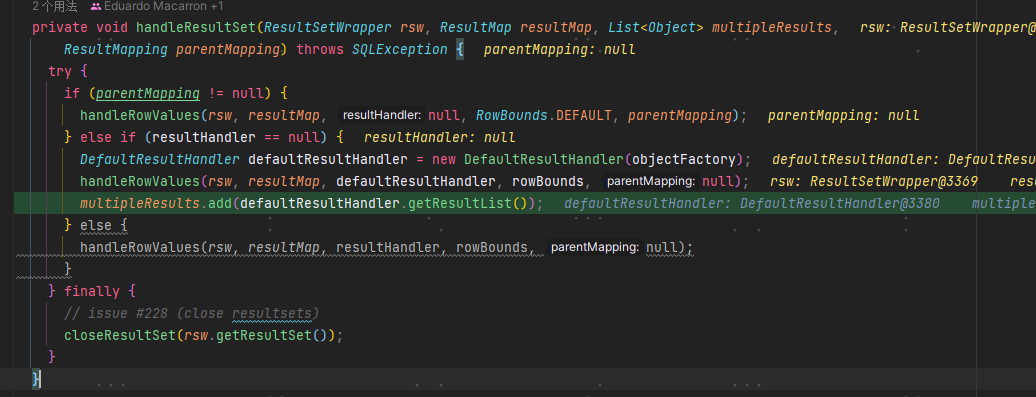 2个用法 Eduardo Macarron +1
private void handleResultSet(ResultSetWrapper rsw, ResultMap resultMap, List<Object> multipleResults, rsw: ResultSetWrapper@
ResultMapping parentMapping) throws SQLException { parentMapping: null
try {
if (parentMapping != null) {
handleRowValues(rsw, resultMap, resultHandler: null, RowBounds.DEFAULT, parentMapping); parentMapping: null
} else if (resultHandler == null) { resultHandler: null
DefaultResultHandler defaultResultHandler = new DefaultResultHandler(objectFactory); defaultResultHandler: DefaultResu
handleRowValues(rsw, resultMap, defaultResultHandler, rowBounds, parentMapping: null); rsw: ResultSetWrapper@3369 res
multipleResults.add(defaultResultHandler.getResultList()); defaultResultHandler: DefaultResultHandler@3380 multiple
} else {
handleRowValues(rsw, resultMap, resultHandler, rowBounds, parentMapping: null);
}
} finally {
// issue #228 (close resultsets)
closeResultSet(rsw.getResultSet());
}
}